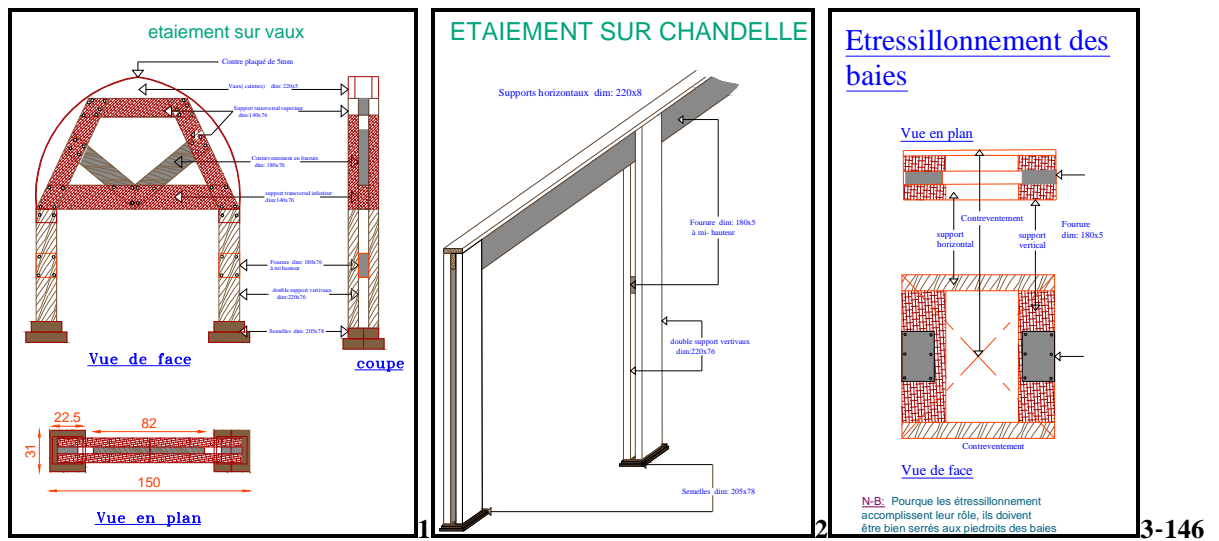 etaiement sur vaux
Contre plaqué de 5mm
Vaux( caintres) dim: 220x5
Support transversal superieur
dim:140x76
Contreventement en fourure
dim: 180x76
support transversal inferieur
dim:140x76
Fourure dim: 180x76
à mi hauteur
double support vertivaux
dim:220x76
Semelles dim: 205x78
Vue de face
coupe
22.5
82
31
150
Vue en plan
1
ETAIEMENT SUR CHANDELLE
Supports horizontaux dim: 220x8
Fourure dim: 180x5
à mi- hauteur
double support vertivaux
dim:220x76
Semelles dim: 205x78
2
Etressillonnement des
baies
Vue en plan
Contreventement
support
horizontal
support
vertical
Fourure
dim: 180x5
Contreventement
Vue de face
N-B: Pourque les étressillonnement
accomplissent leur rôle, ils doivent
être bien serrés aux piedroits des baies
3-146